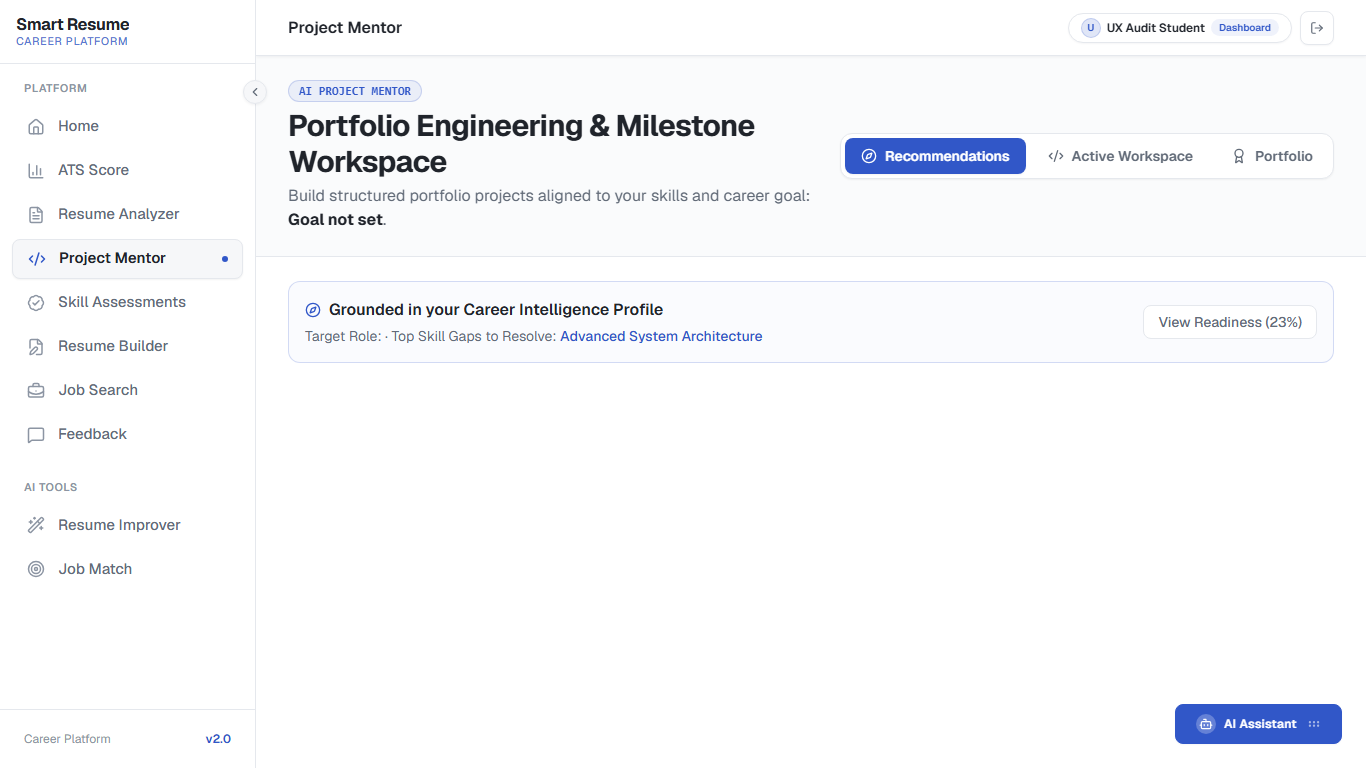 Smart Resume
CAREER PLATFORM
PLATFORM
Home
ATS Score
Resume Analyzer
Project Mentor
Skill Assessments
Resume Builder
Job Search
Feedback
AI TOOLS
Resume Improver
Job Match
Career Platform v2.0
Project Mentor
U UX Audit Student Dashboard
AI PROJECT MENTOR
Portfolio Engineering & Milestone
Workspace
Build structured portfolio projects aligned to your skills and career goal:
Goal not set.
Recommendations Active Workspace Portfolio
Grounded in your Career Intelligence Profile
Target Role: · Top Skill Gaps to Resolve: Advanced System Architecture
View Readiness (23%)
AI Assistant